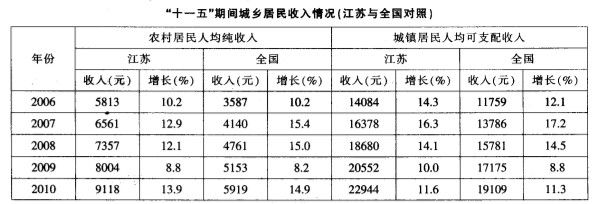 “十一五”期间城乡居民收入情况(江苏与全国对照)
年份 农村居民人均纯收入 城镇居民人均可支配收入
江苏 全国 江苏 全国
收入(元) 增长(%) 收入(元) 增长(%) 收入(元) 增长(%) 收入(元) 增长(%)
2006 5813 10.2 3587 10.2 14084 14.3 11759 12.1
2007 6561 12.9 4140 15.4 16378 16.3 13786 17.2
2008 7357 12.1 4761 15.0 18680 14.1 15781 14.5
2009 8004 8.8 5153 8.2 20552 10.0 17175 8.8
2010 9118 13.9 5919 14.9 22944 11.6 19109 11.3